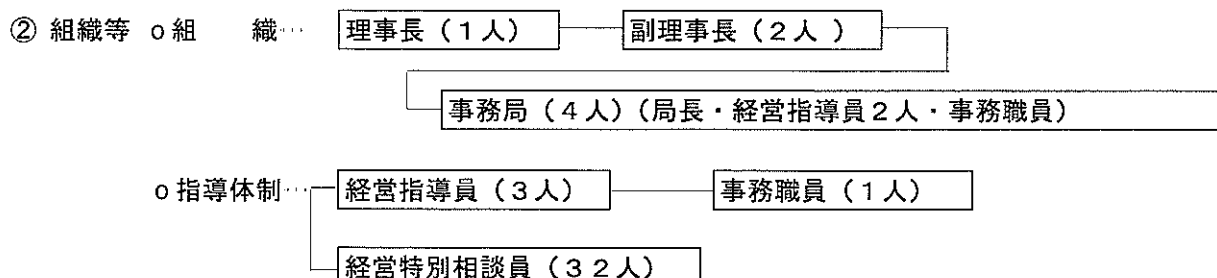 ② 組織等 o組　　織… 理事長（１人） 副理事長（２人 ）
事務局（４人）（局長・経営指導員２人・事務職員）
o指導体制… 経営指導員（３人） 事務職員（１人）
経営特別相談員（３２人）